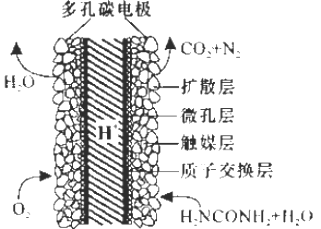 多孔碳电极
CO₂+N₂
H₂O
扩散层
微孔层
H⁺
触媒层
质子交换层
O₂
H₂NCONH₂+H₂O